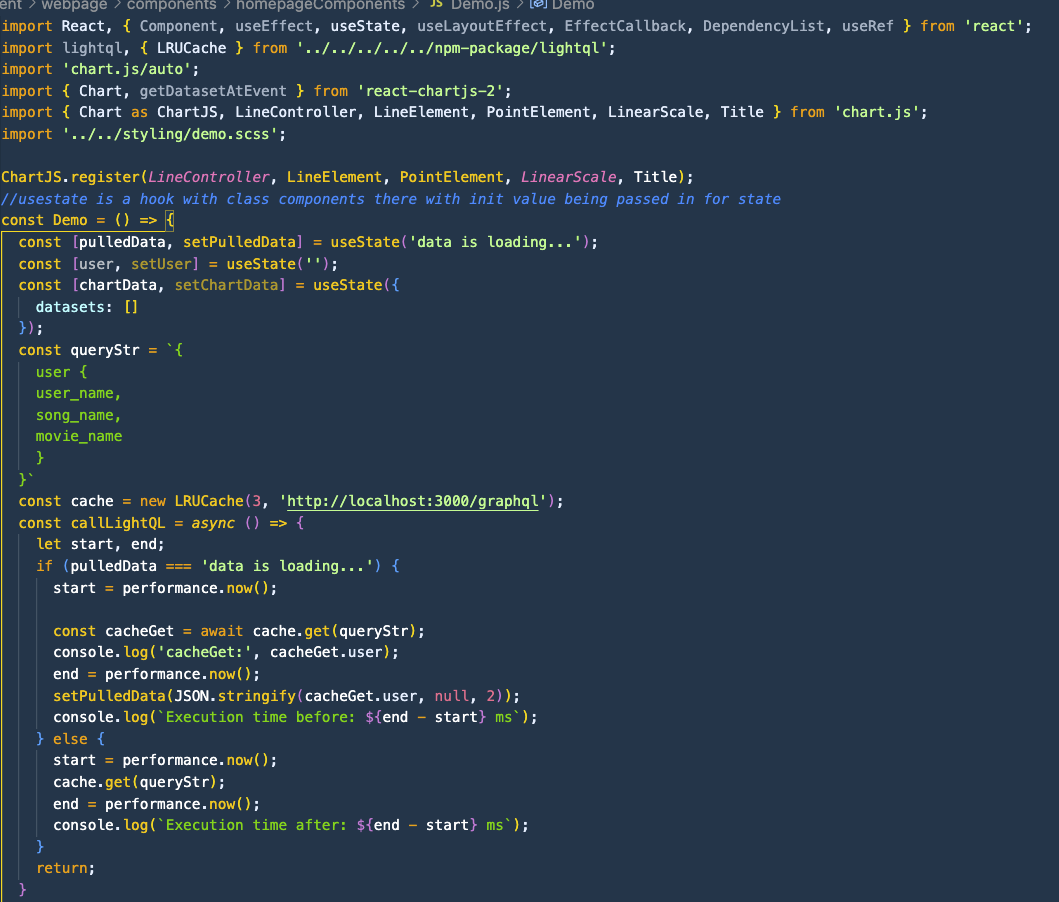 ent > webpage > components > homepageComponents > JS Demo.js > Demo
import React, { Component, useEffect, useState, useLayoutEffect, EffectCallback, DependencyList, useRef } from 'react';
import lightql, { LRUCache } from '../../../../../npm-package/lightql';
import 'chart.js/auto';
import { Chart, getDatasetAtEvent } from 'react-chartjs-2';
import { Chart as ChartJS, LineController, LineElement, PointElement, LinearScale, Title } from 'chart.js';
import '../../styling/demo.scss';
ChartJS.register(LineController, LineElement, PointElement, LinearScale, Title);
//usestate is a hook with class components there with init value being passed in for state
const Demo = () => {
  const [pulledData, setPulledData] = useState('data is loading...');
  const [user, setUser] = useState('');
  const [chartData, setChartData] = useState({
    datasets: []
  });
  const queryStr = `{
    user {
    user_name,
    song_name,
    movie_name
    }
  }`
  const cache = new LRUCache(3, 'http://localhost:3000/graphql');
  const callLightQL = async () => {
    let start, end;
    if (pulledData === 'data is loading...') {
      start = performance.now();
      const cacheGet = await cache.get(queryStr);
      console.log('cacheGet:', cacheGet.user);
      end = performance.now();
      setPulledData(JSON.stringify(cacheGet.user, null, 2));
      console.log(`Execution time before: ${end - start} ms`);
    } else {
      start = performance.now();
      cache.get(queryStr);
      end = performance.now();
      console.log(`Execution time after: ${end - start} ms`);
    }
    return;
  }